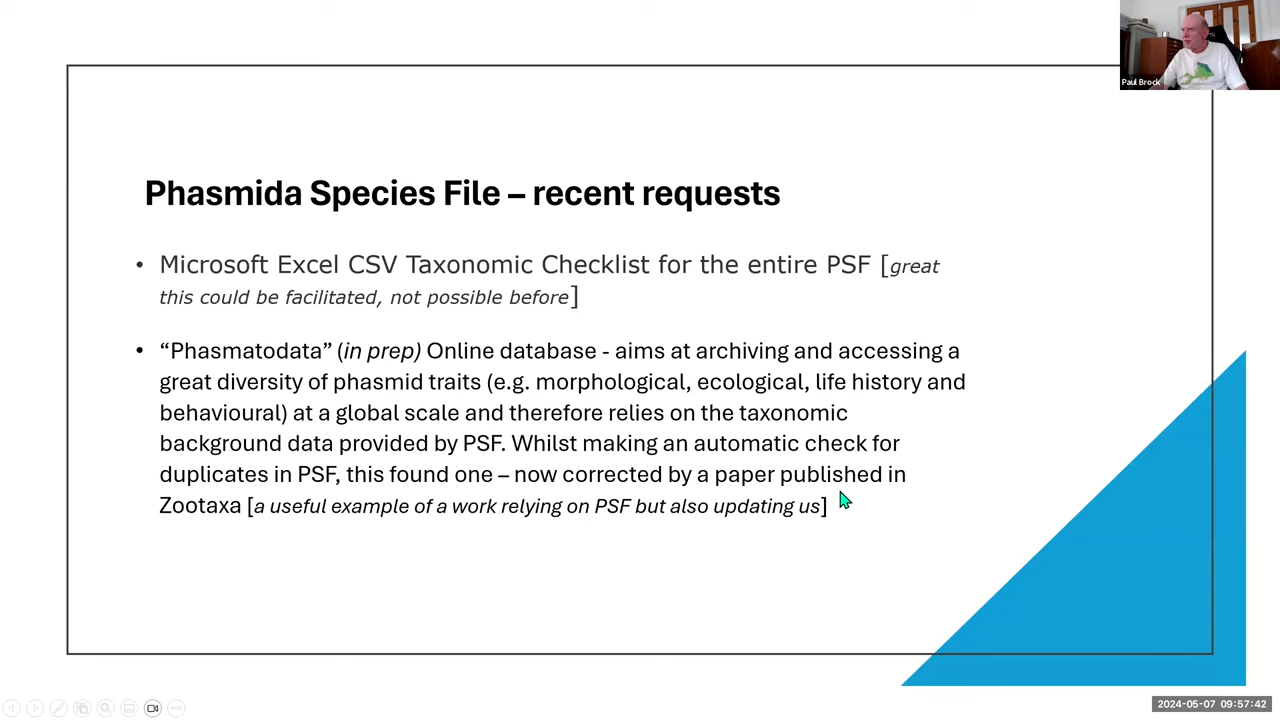 Paul Brock
Phasmida Species File – recent requests
• Microsoft Excel CSV Taxonomic Checklist for the entire PSF [great
this could be facilitated, not possible before]
• “Phasmatodata” (in prep) Online database - aims at archiving and accessing a
great diversity of phasmid traits (e.g. morphological, ecological, life history and
behavioural) at a global scale and therefore relies on the taxonomic
background data provided by PSF. Whilst making an automatic check for
duplicates in PSF, this found one – now corrected by a paper published in
Zootaxa [a useful example of a work relying on PSF but also updating us]
2024-05-07 09:57:42